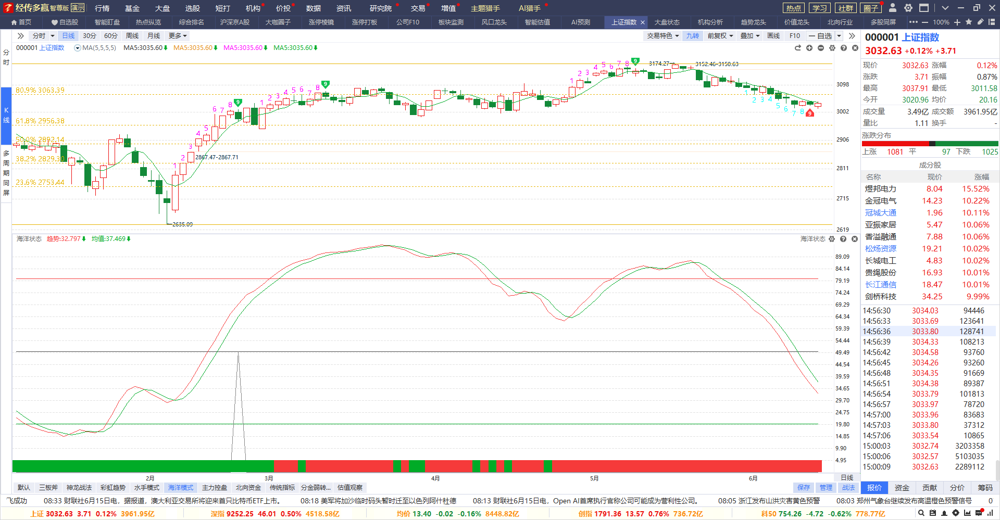 经传多赢 智尊版 演示 行情 基金 大盘 选股 短打 机构 价投 数据 资讯 研究院 交易 增值 主题猎手 AI猎手 热点 学习 社群 圈子
首页 自选股 智能盯盘 热点纵览 综合排名 沪深京A股 大咖圈子 涨停棱镜 涨停打板 公司F10 板块监测 风口龙头 智能估值 AI预测 上证指数 大盘状态 机构分析 趋势龙头 价值龙头 北向行业 多股同屏 100%
分时 日线 30分 60分 周线 月线 更多 交易特色 九转 前复权 叠加 画线 F10 一自选
000001 上证指数 MA(5,5,5,5) MA5:3035.60 MA5:3035.60 MA5:3035.60 MA5:3035.60
分时
K线
多周期同屏
80.9% 3063.39
61.8% 2956.38
50.0% 2892.14
38.2% 2829.30
23.6% 2753.44
1 2 3 4 5 6 7 8 9
1 2 3 4 5 6 7 8 9
1 2 3 4 5 6 7 8 9
1 2 3 4 5 6 7 8 9
3174.27
3152.46-3150.63
2867.47-2867.71
2635.09
3098
3002
2906
2811
2715
2619
海洋状态 趋势:32.797 均值:37.469 海洋状态
89.09
84.14
79.19
74.24
69.29
64.34
59.39
54.44
49.49
44.54
39.59
34.65
29.70
24.75
19.80
14.85
9.90
4.95
2月 3月 4月 5月 6月 日线
默认 三板斧 神龙战法 彩虹趋势 水手模式 海洋模式 主力控盘 北向资金 传统指标 分金弱转... 估值观察 保存 管理 战法
000001 上证指数
3032.63 +0.12% +3.71
现价 3032.63 涨幅 0.12%
涨跌 3.71 振幅 0.87%
最高 3037.91 最低 3011.58
今开 3020.96 均价 20.16
成交量 3.49亿 成交额 3961.95亿
量比 1.11 换手 -
涨跌分布
上涨 1081 平 97 下跌 1025
成分股
名称 现价 涨幅
煜邦电力 8.04 15.52%
金冠电气 14.23 10.22%
冠城大通 1.96 10.11%
亚振家居 5.47 10.06%
香溢融通 7.88 10.06%
松炀资源 19.21 10.02%
长城电工 4.83 10.02%
贵绳股份 16.93 10.01%
长江通信 18.47 10.01%
剑桥科技 34.25 9.99%
14:56:30 3034.03 94446
14:56:33 3033.69 123641
14:56:36 3033.80 128741
14:56:39 3034.33 108213
14:56:42 3034.58 93760
14:56:45 3034.26 93260
14:56:48 3034.35 91669
14:56:51 3034.38 89387
14:56:54 3033.79 101813
14:56:57 3033.97 78720
14:57:00 3033.96 83683
14:57:03 3033.80 37312
14:57:06 3033.54 10865
15:00:03 3032.74 3203358
15:00:06 3032.57 5103035
15:00:09 3032.63 2289112
报价 资金 贡献 分价 筹码
飞成功 08:33 财联社6月15日电，据报道，澳大利亚交易所将迎来首只比特币ETF上市。 08:18 美军将加沙临时码头暂时迁至以色列阿什杜德 08:13 财联社6月15日电，Open AI首席执行官称公司可能成为营利性公司。 08:05 浙江发布山洪灾害黄色预警 08:03 郑州气象台继续发布高温橙色预警信号 0
上证 3032.63 3.71 0.12% 3961.95亿 深指 9252.25 46.01 0.50% 4518.58亿 均价 13.40 -0.02 -0.16% 8448.82亿 创指 1791.36 13.57 0.76% 736.72亿 科50 754.26 -4.72 -0.62% 778.77亿